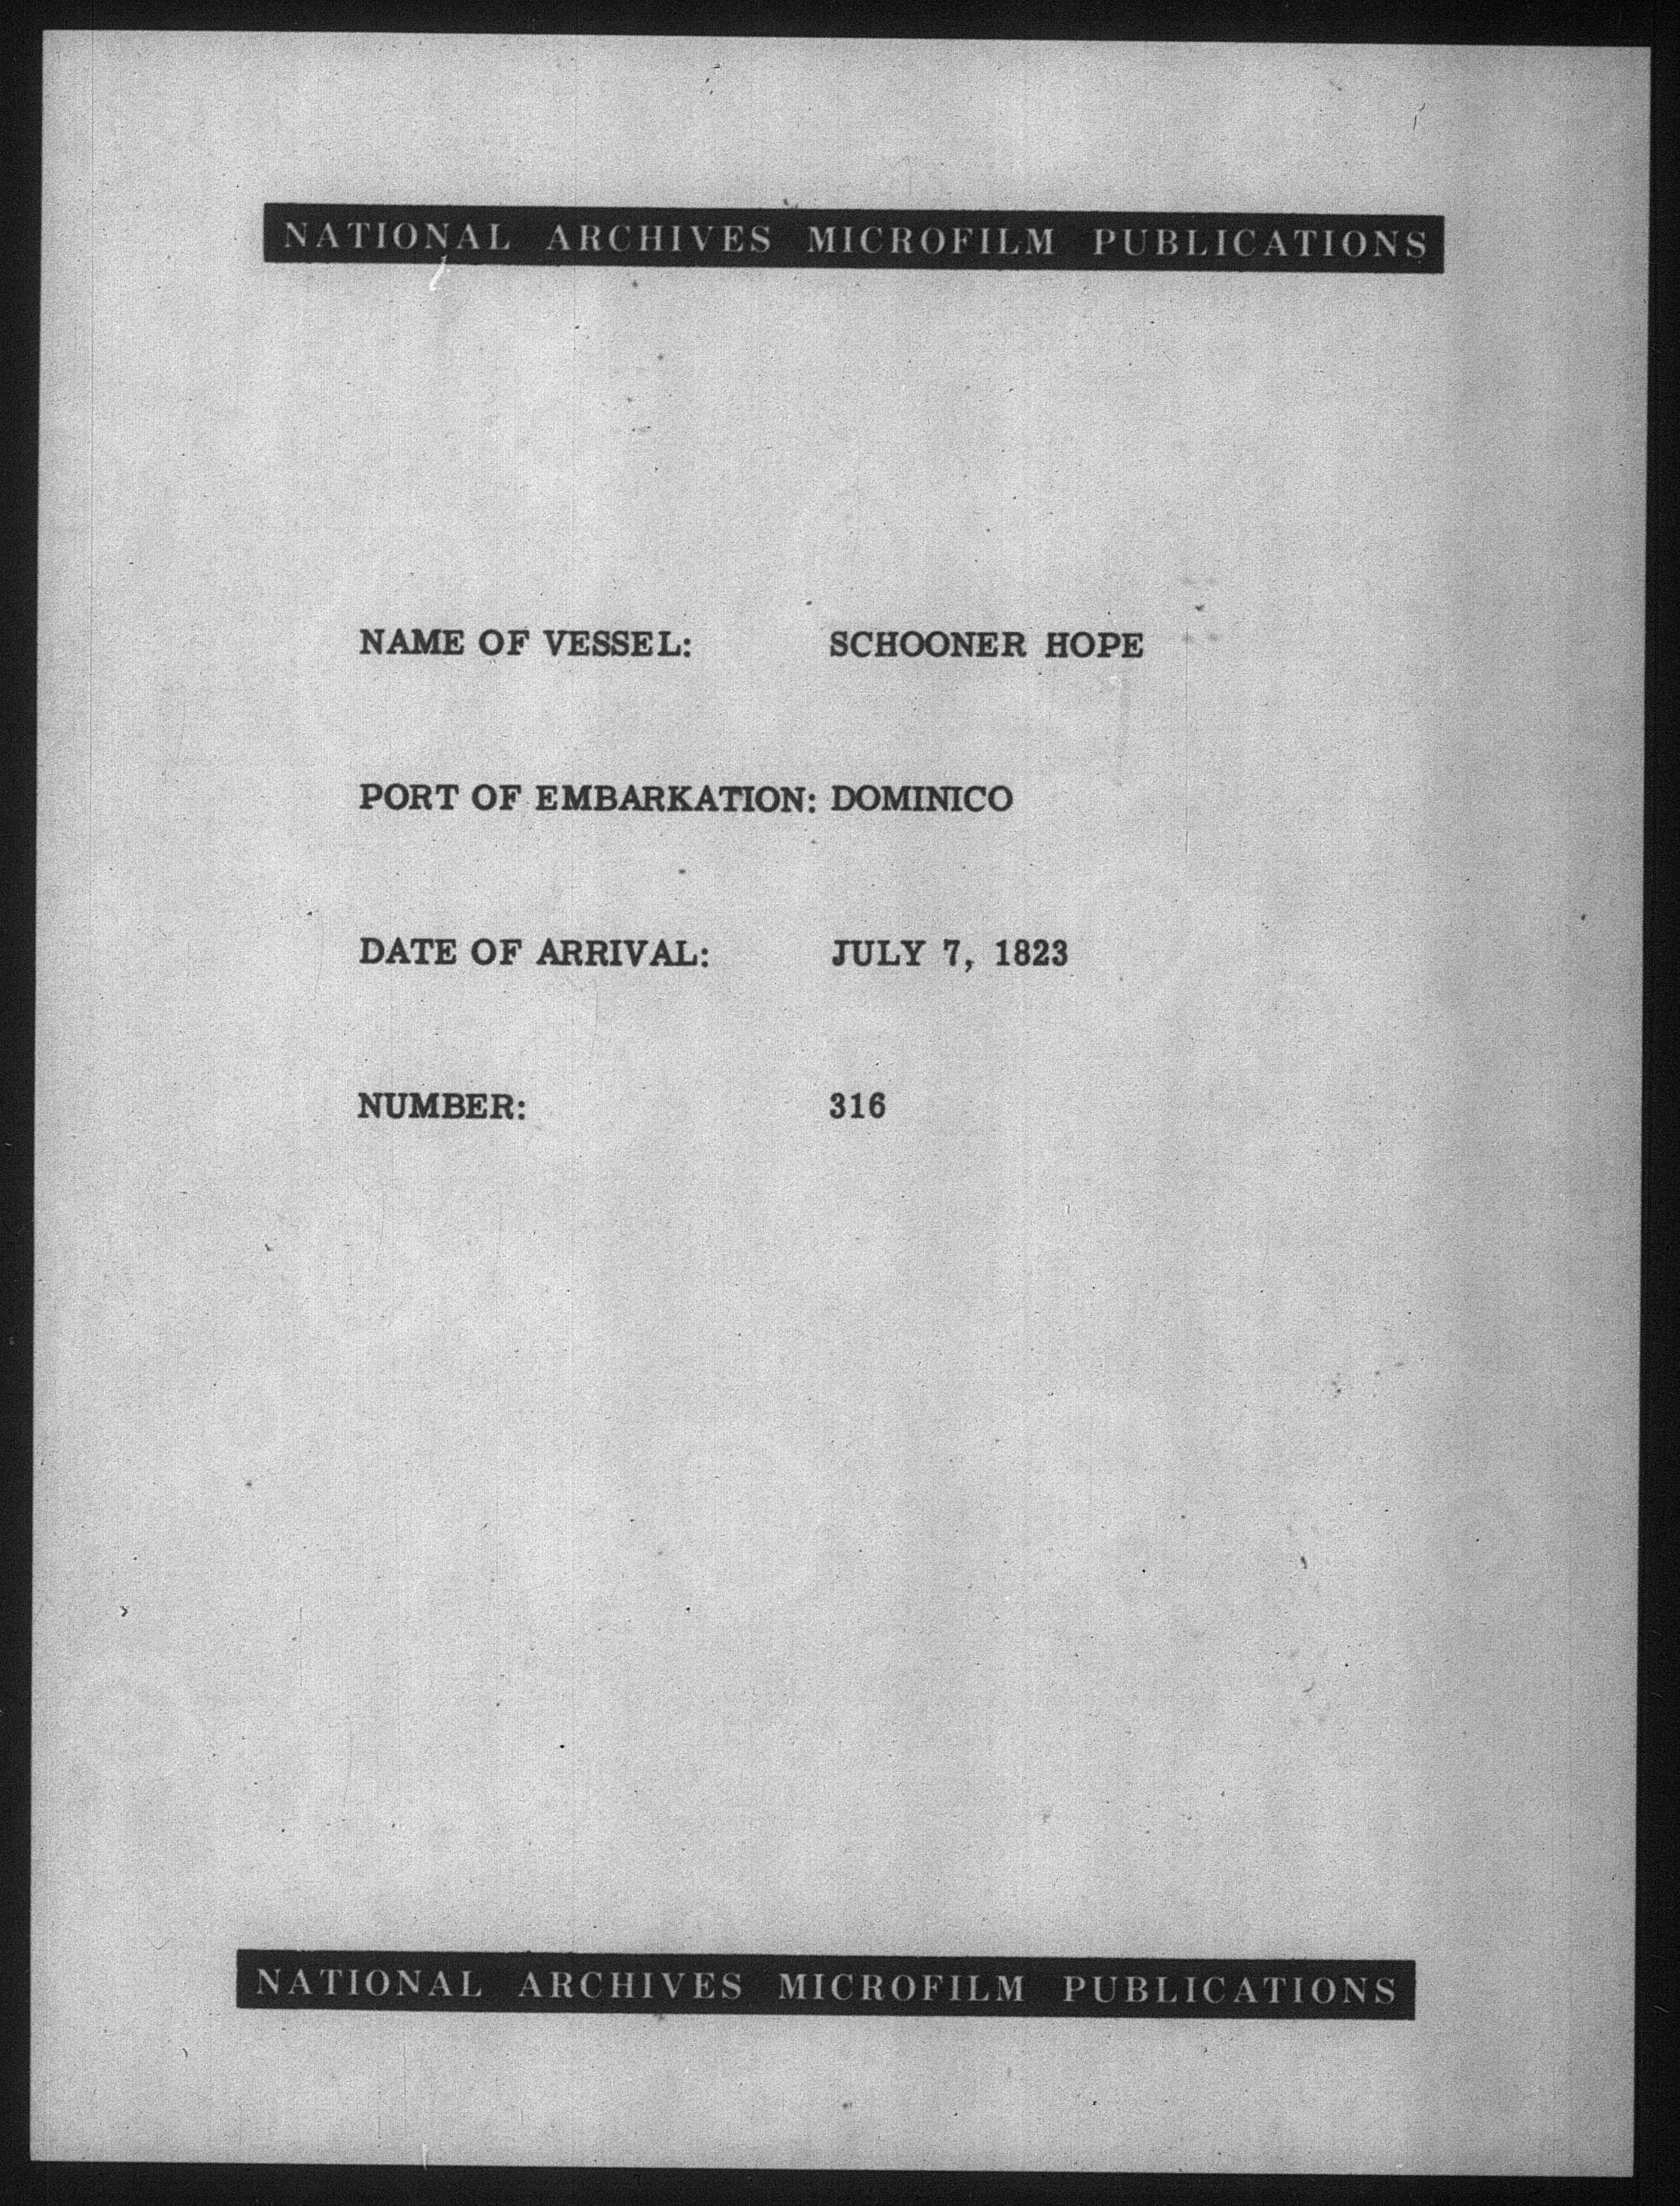 NATIONAL ARCHIVES MICROFILM PUBLICATIONS
NAME OF VESSEL: SCHOONER HOPE
PORT OF EMBARKATION: DOMINICO
DATE OF ARRIVAL: JULY 7, 1823
NUMBER: 316
NATIONAL ARCHIVES MICROFILM PUBLICATIONS